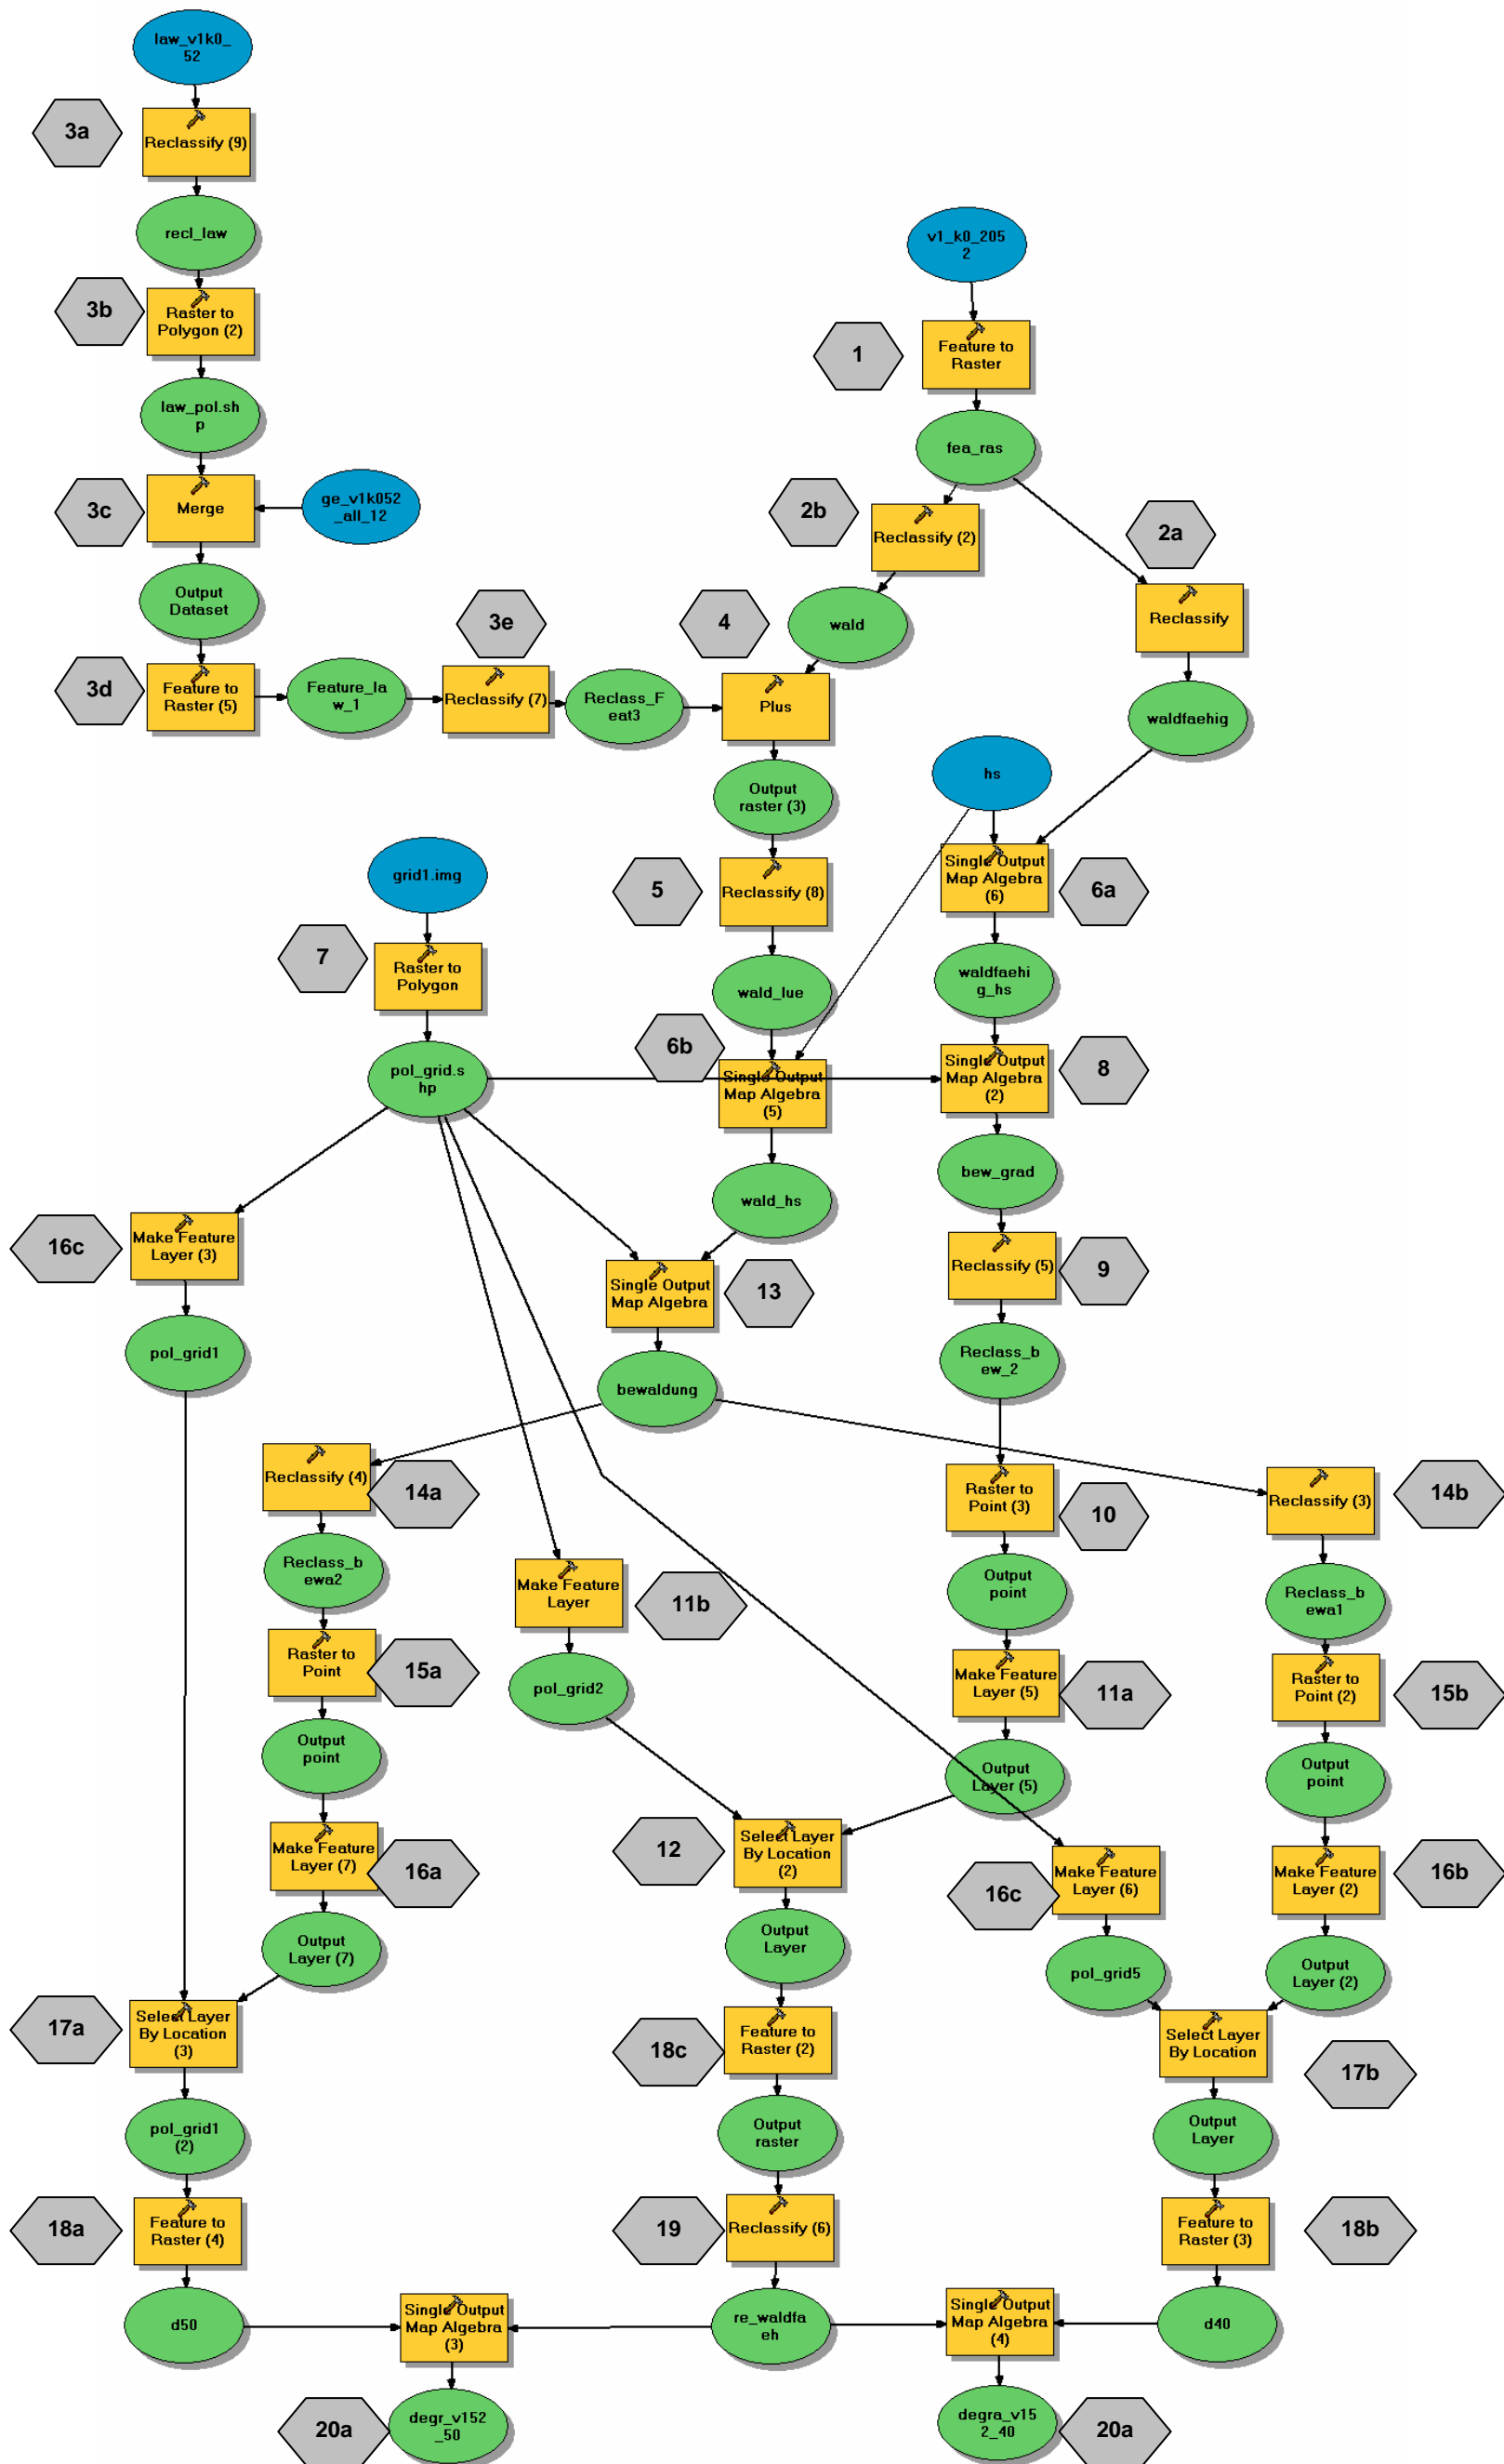 law_v1k0_
52
3a
Reclassify (9)
recl_law
3b
Raster to
Polygon (2)
law_pol.sh
p
3c
Merge
ge_v1k052
_all_12
Output
Dataset
3d
Feature to
Raster (5)
Feature_la
w_1
3e
Reclassify (7)
Reclass_F
eat3
v1_k0_205
2
1
Feature to
Raster
fea_ras
2b
Reclassify (2)
2a
Reclassify
wald
waldfaehig
4
Plus
Output
raster (3)
hs
5
Reclassify (8)
wald_lue
Single Output
Map Algebra
(6)
6a
waldfaehi
g_hs
grid1.img
7
Raster to
Polygon
pol_grid.s
hp
6b
Single Output
Map Algebra
(5)
Single Output
Map Algebra
(2)
8
bew_grad
wald_hs
16c
Make Feature
Layer (3)
pol_grid1
Single Output
Map Algebra
13
Reclassify (5)
9
Reclass_b
ew_2
bewaldung
Reclassify (4)
14a
Reclass_b
ewa2
Raster to
Point
15a
Output
point
Make Feature
Layer (7)
16a
Output
Layer (7)
Make Feature
Layer
11b
pol_grid2
Raster to
Point (3)
10
Output
point
Make Feature
Layer (5)
11a
Output
Layer (5)
Reclassify (3)
14b
Reclass_b
ewa1
Raster to
Point (2)
15b
Output
point
12
Select Layer
By Location
(2)
Output
Layer
16c
Make Feature
Layer (6)
pol_grid5
Make Feature
Layer (2)
16b
Output
Layer (2)
17a
Select Layer
By Location
(3)
pol_grid1
(2)
18c
Feature to
Raster (2)
Output
raster
Select Layer
By Location
17b
Output
Layer
18a
Feature to
Raster (4)
19
Reclassify (6)
Feature to
Raster (3)
18b
d50
Single Output
Map Algebra
(3)
re_waldfa
eh
Single Output
Map Algebra
(4)
d40
20a
degr_v152
_50
degra_v15
2_40
20a